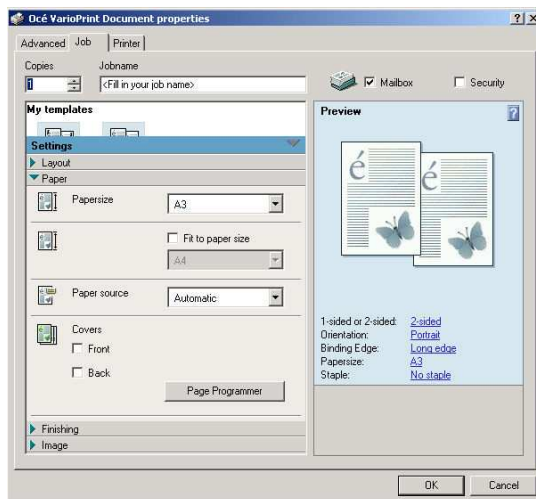 Océ VarioPrint Document properties
Advanced Job Printer
Copies Jobname
1 <Fill in your job name> Mailbox Security
My templates
Settings
Layout
Paper
Papersize A3
Fit to paper size
A4
Paper source Automatic
Covers
Front
Back
Page Programmer
Finishing
Image
Preview
é é
1-sided or 2-sided: 2-sided
Orientation: Portrait
Binding Edge: Long edge
Papersize: A3
Staple: No staple
OK Cancel